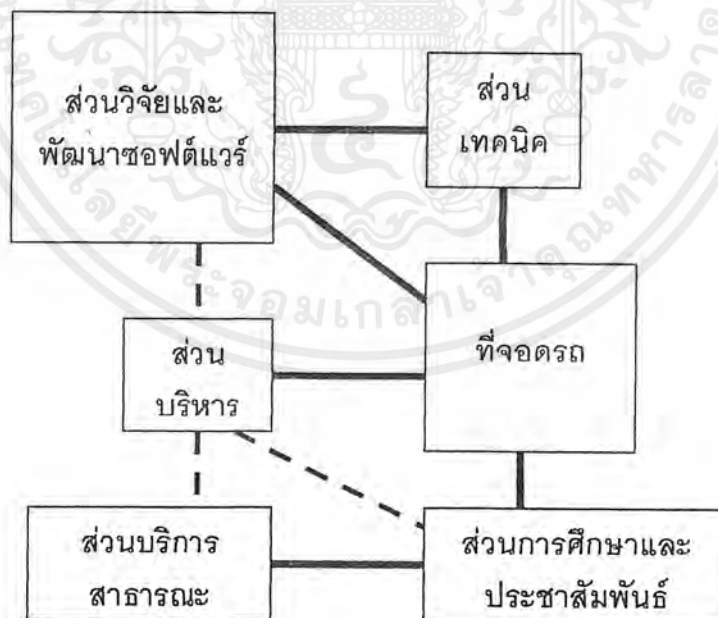 ส่วนวิจัยและ
พัฒนาซอฟต์แวร์
ส่วน
เทคนิค
ส่วน
บริหาร
ที่จอดรถ
ส่วนบริการ
สาธารณะ
ส่วนการศึกษาและ
ประชาสัมพันธ์